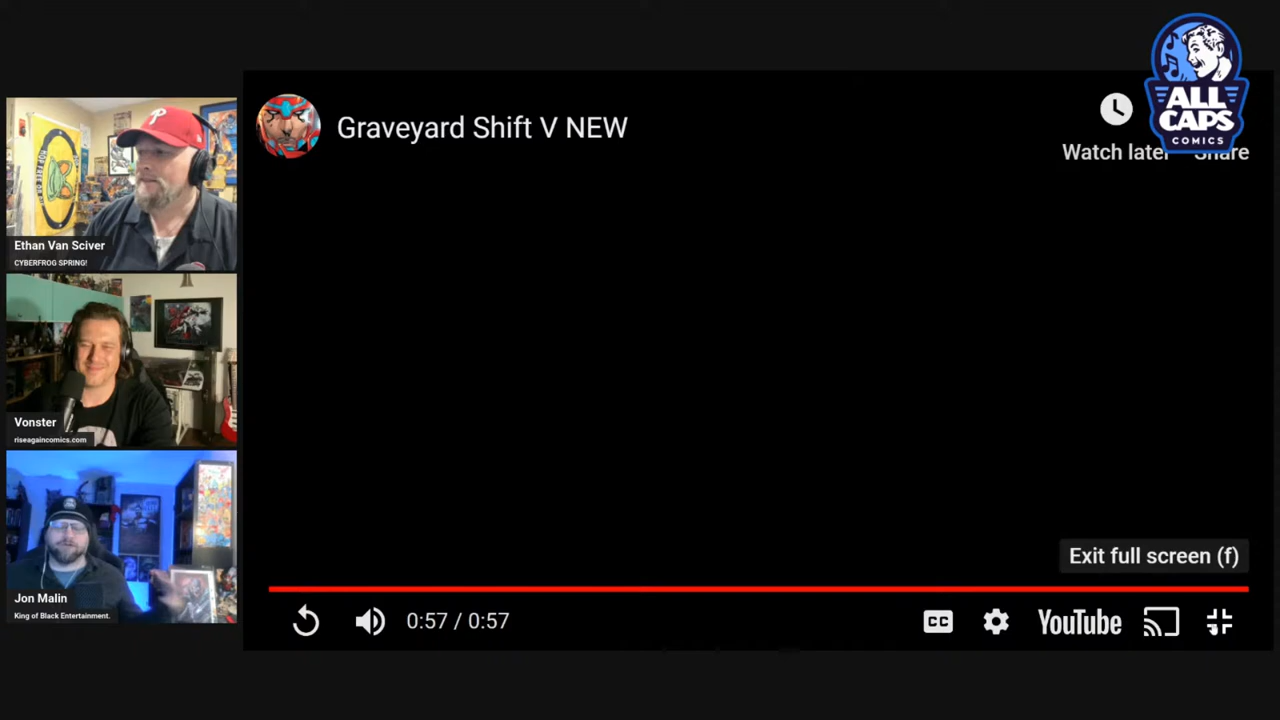 Graveyard Shift V NEW
ALL
CAPS
COMICS
Watch later
Share
Ethan Van Sciver
CYBERFROG SPRING!
Vonster
riseagaincomics.com
Jon Malin
King of Black Entertainment.
Exit full screen (f)
0:57 / 0:57
CC
YouTube